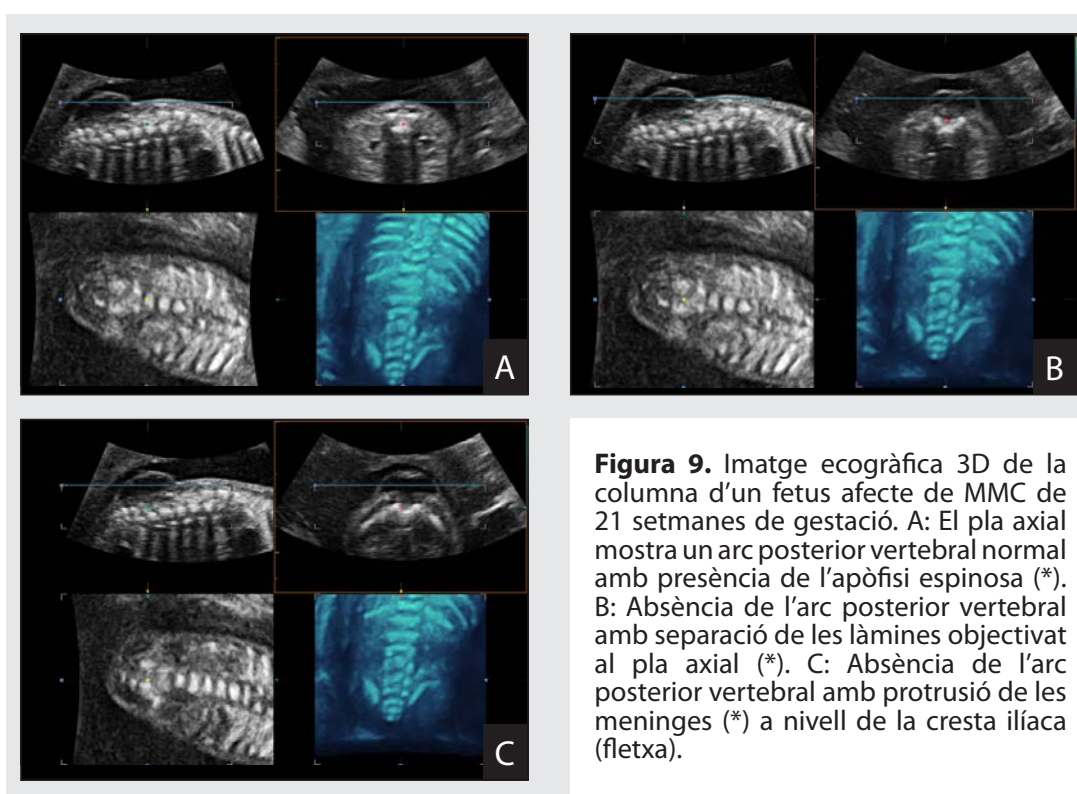 A
B
C
Figura 9. Imatge ecogràfica 3D de la
columna d’un fetus afecte de MMC de
21 setmanes de gestació. A: El pla axial
mostra un arc posterior vertebral normal
amb presència de l’apòfisi espinosa (*).
B: Absència de l’arc posterior vertebral
amb separació de les làmines objectivat
al pla axial (*). C: Absència de l’arc
posterior vertebral amb protrusió de les
meninges (*) a nivell de la cresta ilíaca
(fletxa).